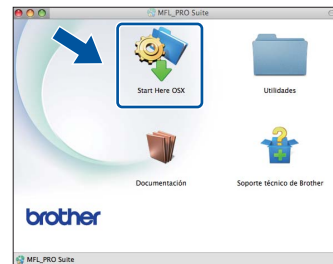 MFL_PRO Suite
Start Here OSX
Utilidades
Documentación
Soporte técnico de Brother
brother
MFL_PRO Suite